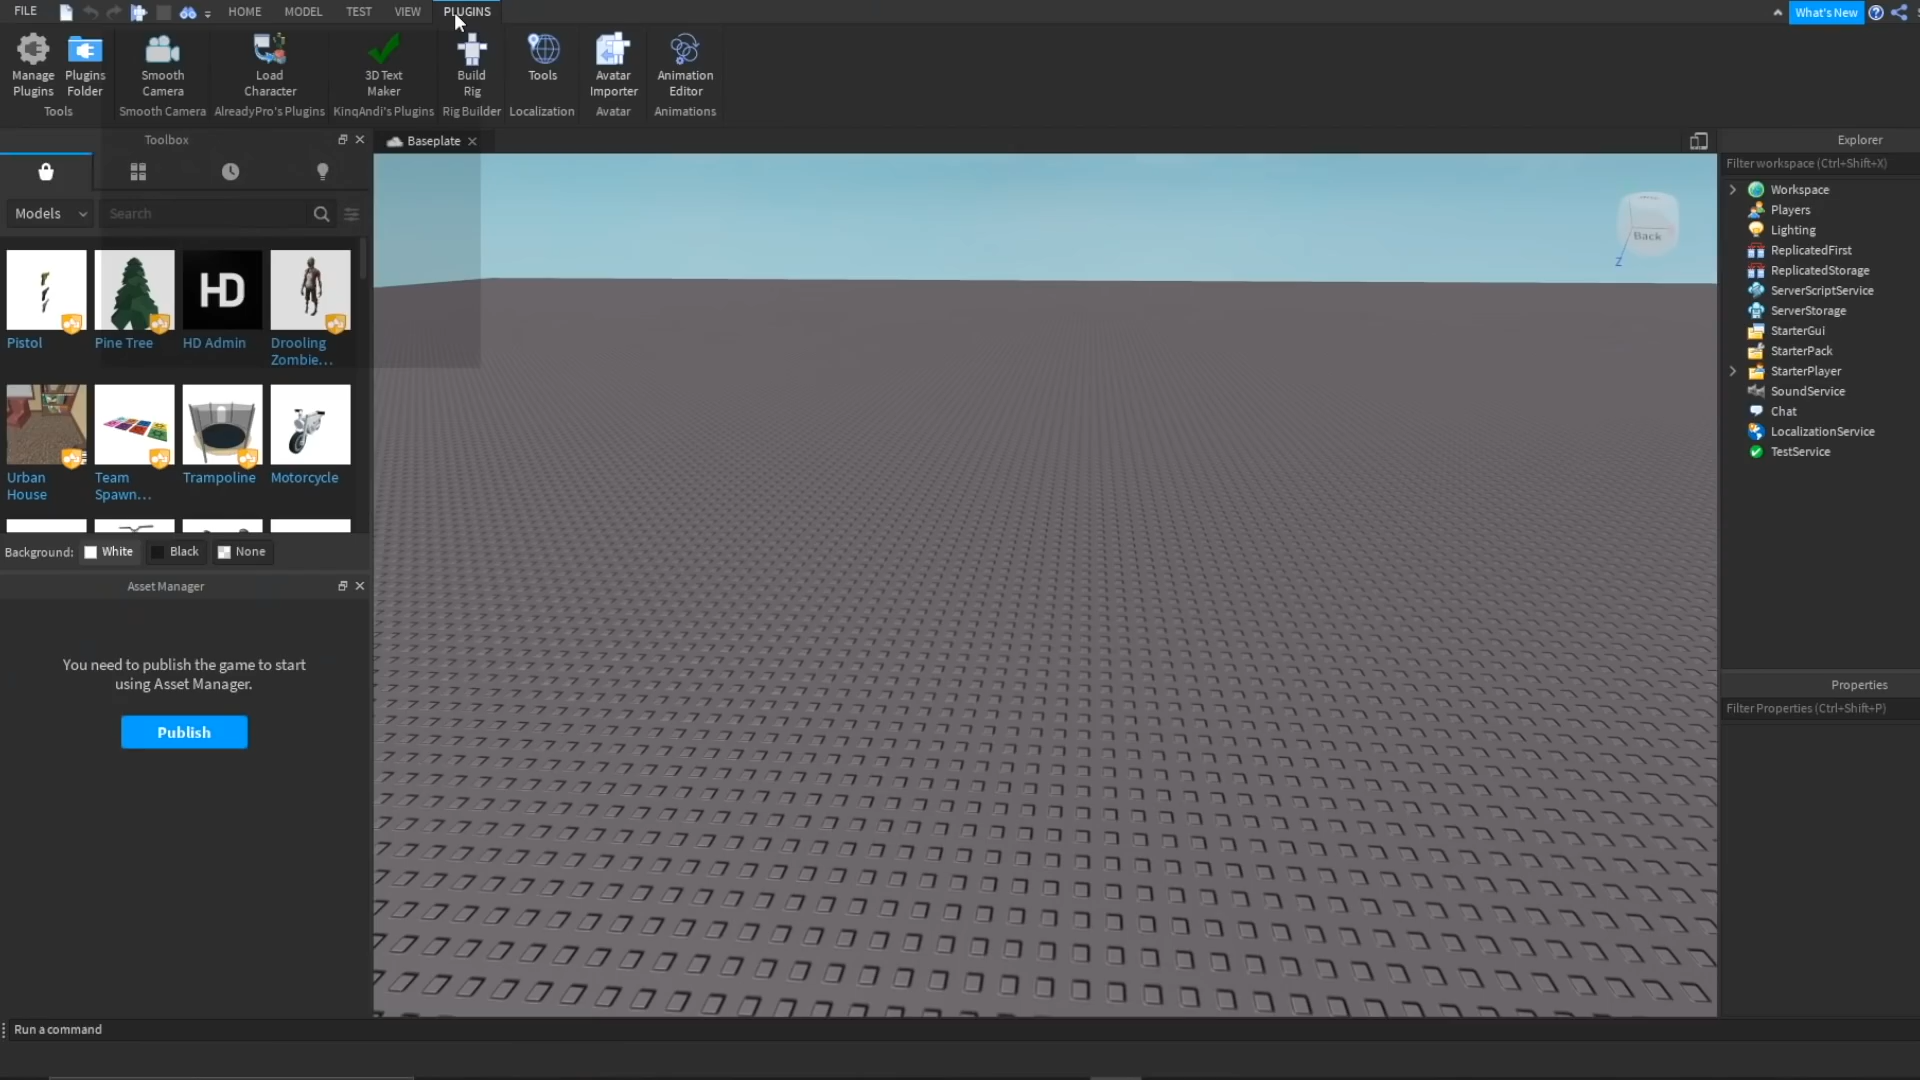 FILE HOME MODEL TEST VIEW PLUGINS What's New
Manage Plugins
Plugins Folder
Tools
Smooth Camera
Smooth Camera
Load Character
AlreadyPro's Plugins
3D Text Maker
KinqAndi's Plugins
Build Rig
Rig Builder
Tools
Localization
Avatar Importer
Avatar
Animation Editor
Animations
Toolbox
Models
Search
Pistol
Pine Tree
HD
HD Admin
Drooling Zombie...
Urban House
Team Spawn...
Trampoline
Motorcycle
Background: White Black None
Asset Manager
You need to publish the game to start
using Asset Manager.
Publish
Baseplate
Back
Z
Explorer
Filter workspace (Ctrl+Shift+X)
Workspace
Players
Lighting
ReplicatedFirst
ReplicatedStorage
ServerScriptService
ServerStorage
StarterGui
StarterPack
StarterPlayer
SoundService
Chat
LocalizationService
TestService
Properties
Filter Properties (Ctrl+Shift+P)
Run a command